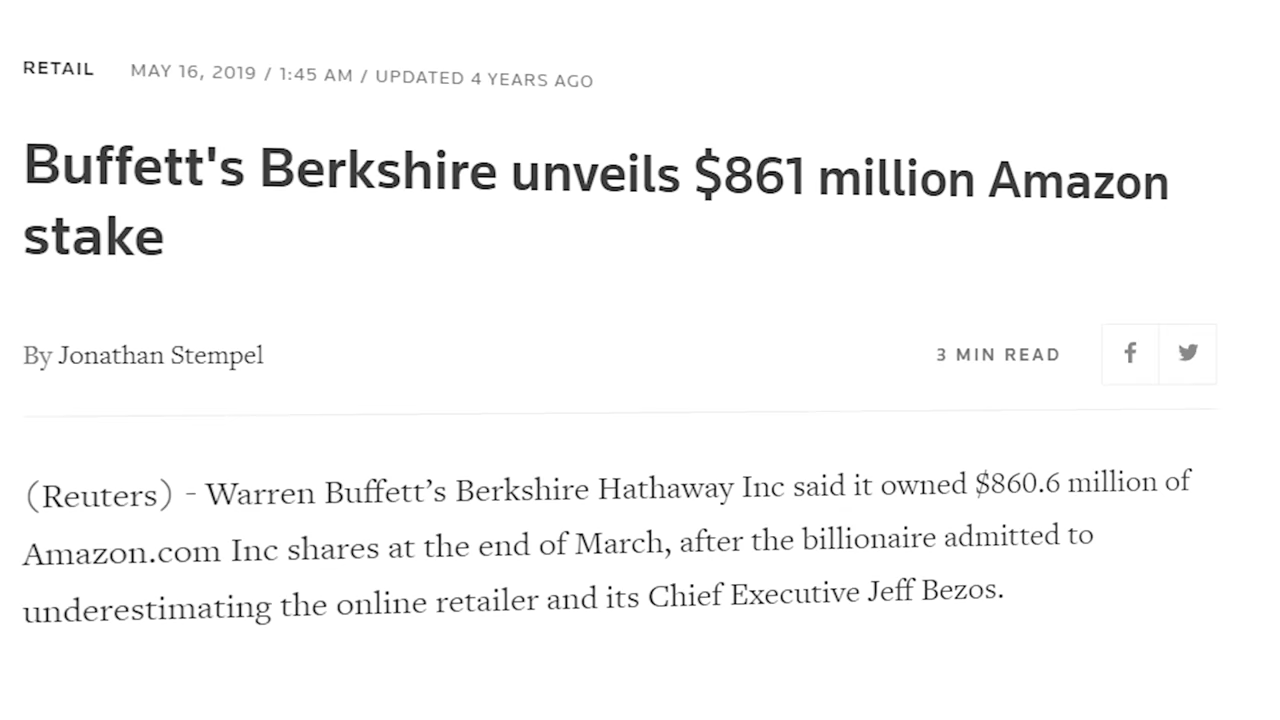 RETAIL MAY 16, 2019 / 1:45 AM / UPDATED 4 YEARS AGO
Buffett's Berkshire unveils $861 million Amazon
stake
By Jonathan Stempel 3 MIN READ
(Reuters) - Warren Buffett’s Berkshire Hathaway Inc said it owned $860.6 million of
Amazon.com Inc shares at the end of March, after the billionaire admitted to
underestimating the online retailer and its Chief Executive Jeff Bezos.